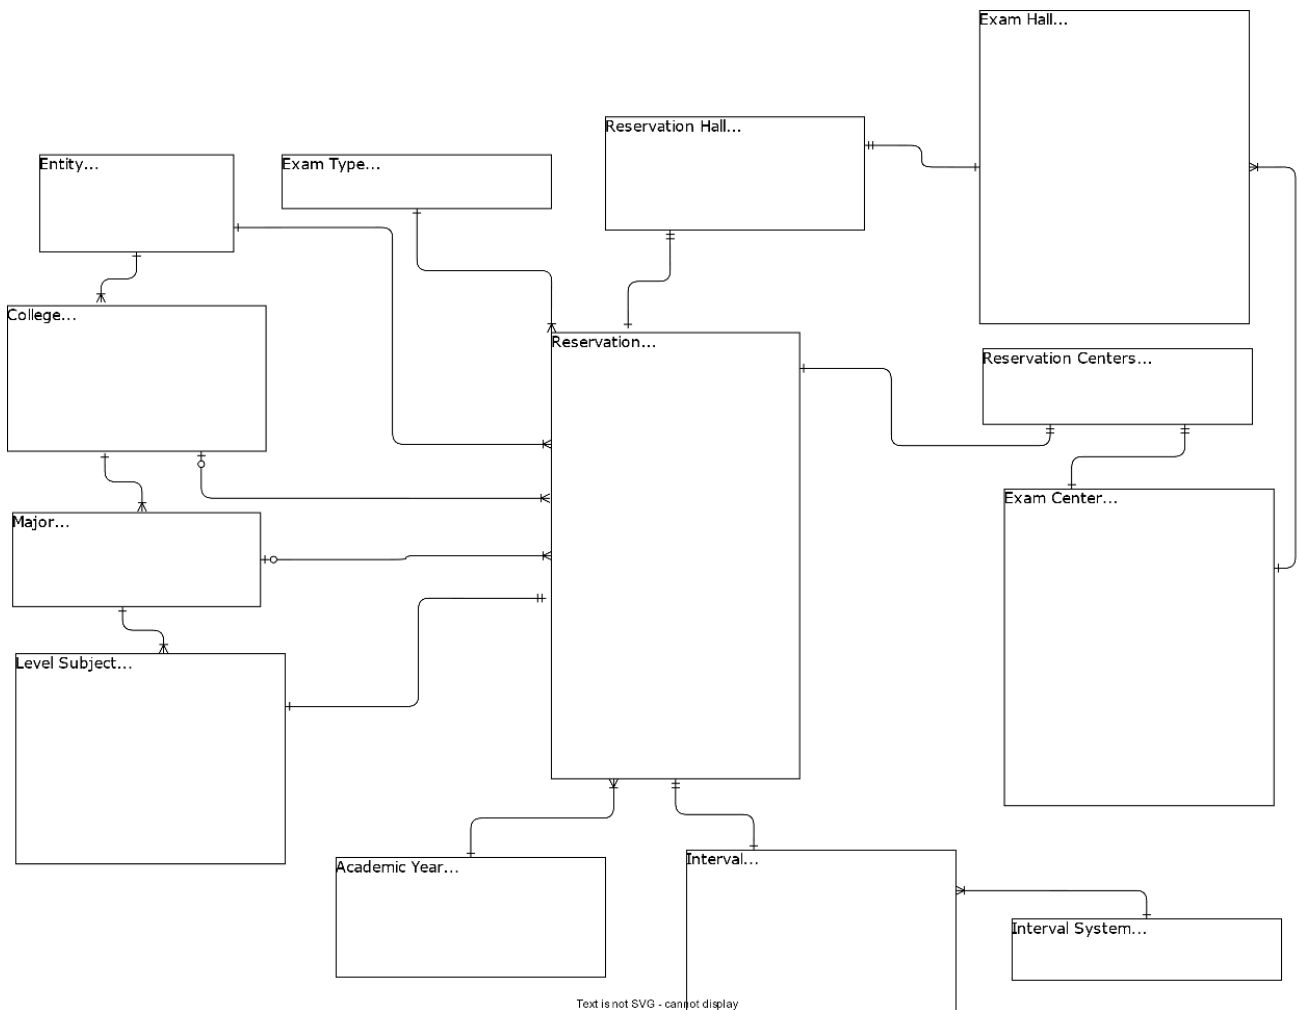 Exam Hall...
Reservation Hall...
Entity...
Exam Type...
College...
Reservation...
Reservation Centers...
Exam Center...
Major...
Level Subject...
Academic Year...
Interval...
Interval System...
Text is not SVG - cannot display